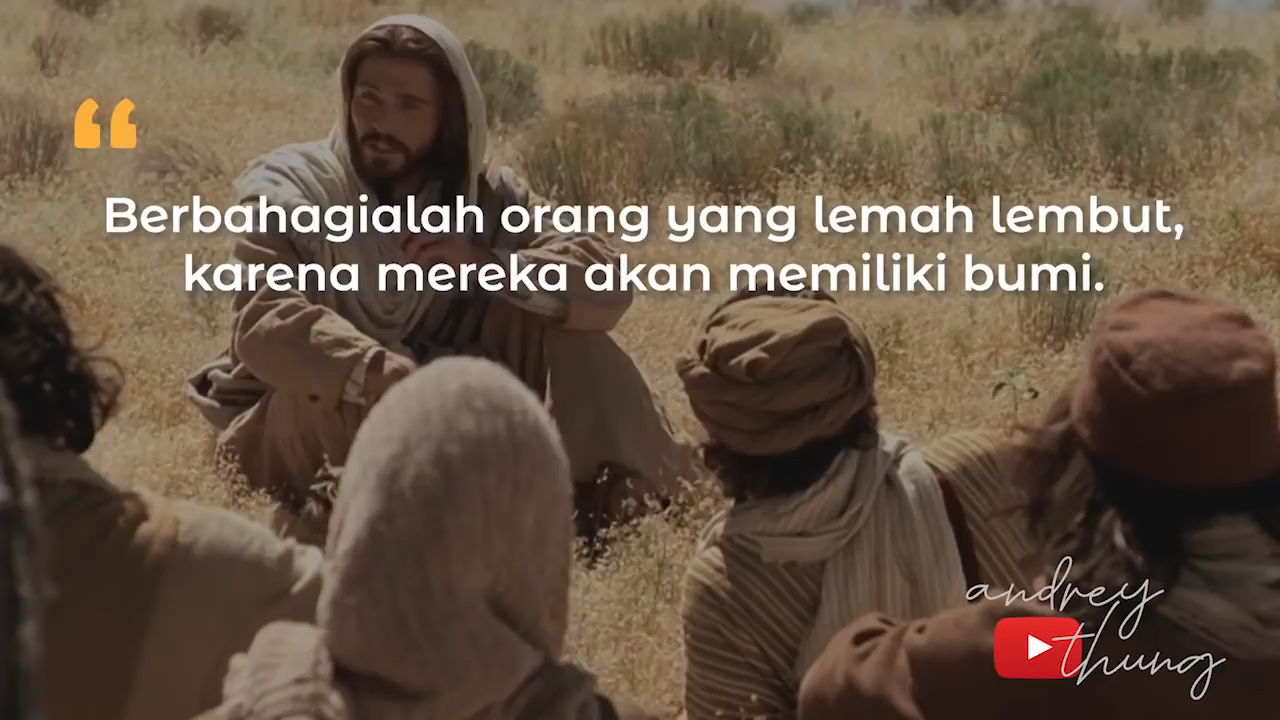 “
Berbahagialah orang yang lemah lembut,
karena mereka akan memiliki bumi.
andrey
thung